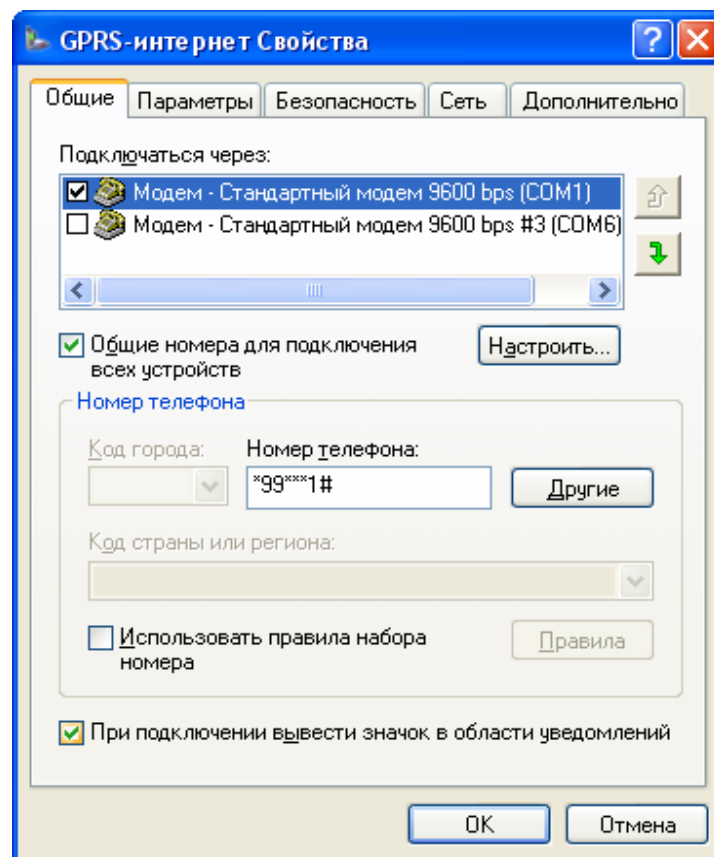 GPRS-интернет Свойства
Общие Параметры Безопасность Сеть Дополнительно
Подключаться через:
Модем - Стандартный модем 9600 bps (COM1)
Модем - Стандартный модем 9600 bps #3 (COM6)
Общие номера для подключения
всех устройств
Настроить...
Номер телефона
Код города:
Номер телефона:
*99***1#
Другие
Код страны или региона:
Использовать правила набора
номера
Правила
При подключении вывести значок в области уведомлений
OK Отмена